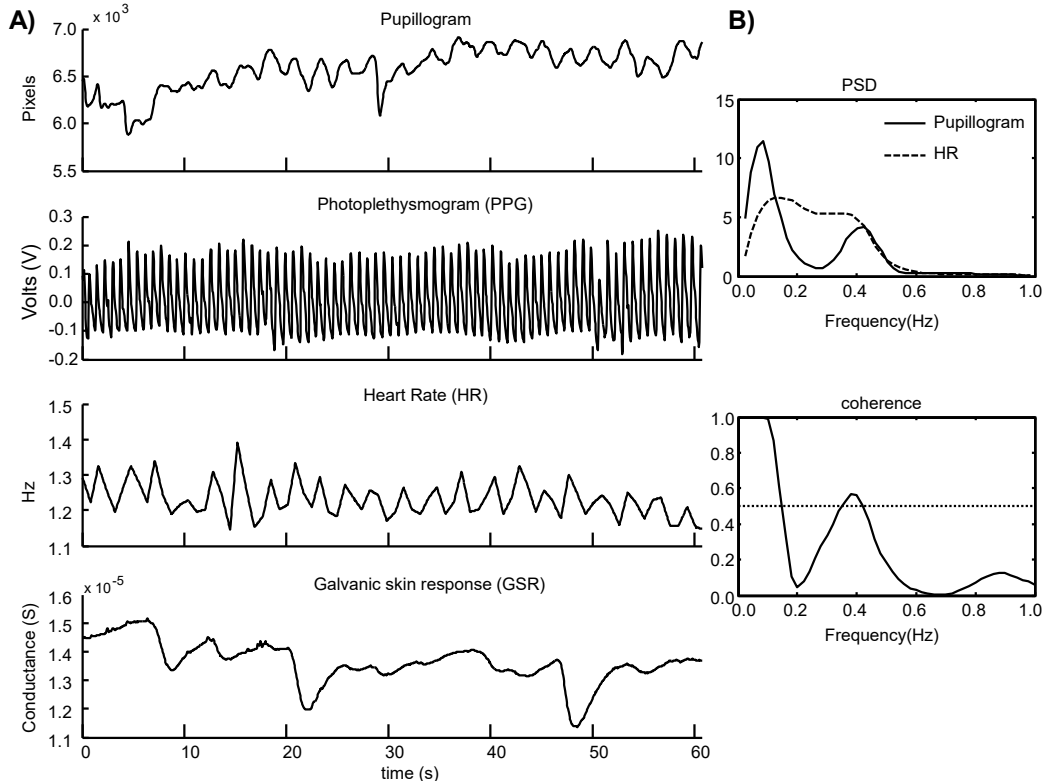 A)
Pupillogram
x 10³
7.0
6.5
6.0
5.5
Pixels
Photoplethysmogram (PPG)
0.3
0.2
0.1
0.0
-0.1
-0.2
Volts (V)
Heart Rate (HR)
1.5
1.4
1.3
1.2
1.1
Hz
Galvanic skin response (GSR)
x 10⁻⁵
1.6
1.5
1.4
1.3
1.2
1.1
Conductance (S)
0 10 20 30 40 50 60
time (s)
B)
PSD
15
10
5
0
Pupillogram
HR
0.0 0.2 0.4 0.6 0.8 1.0
Frequency(Hz)
coherence
1.0
0.8
0.6
0.4
0.2
0.0
0.0 0.2 0.4 0.6 0.8 1.0
Frequency(Hz)